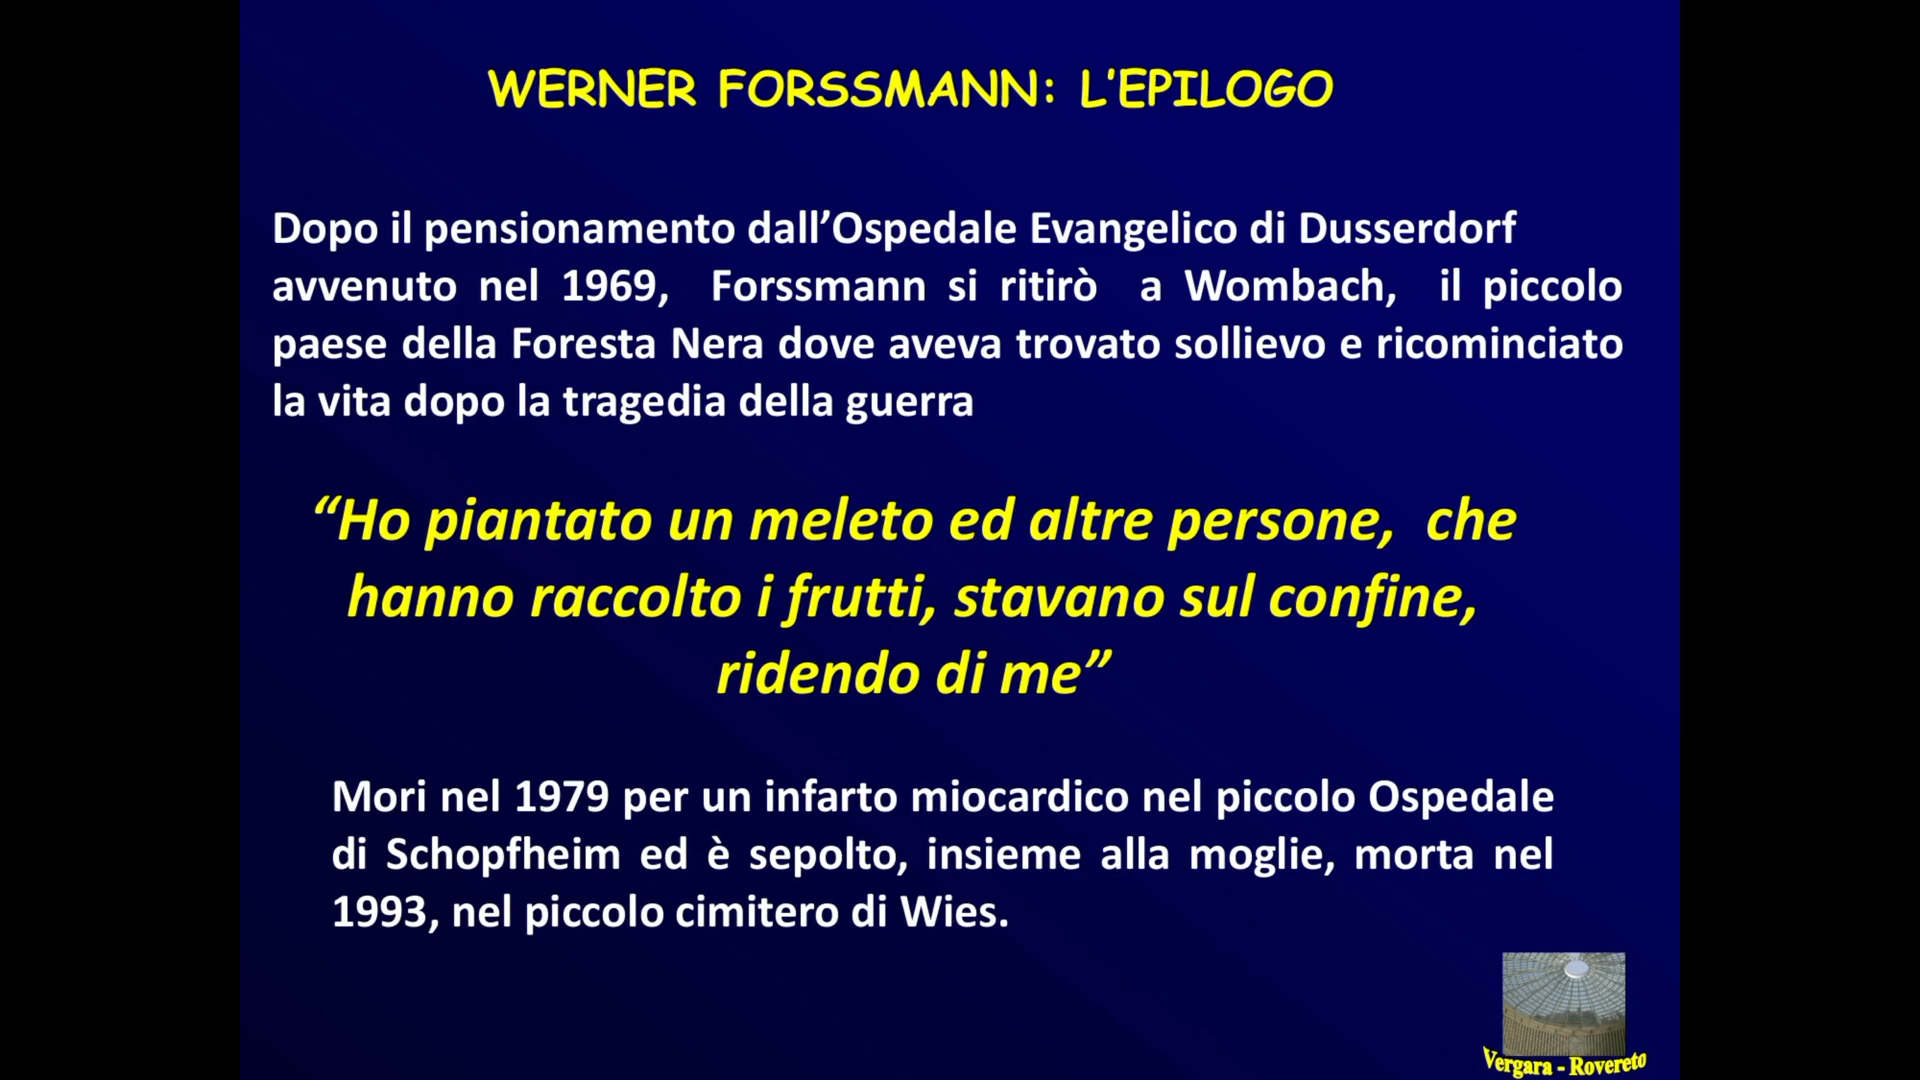 WERNER FORSSMANN: L'EPILOGO
Dopo il pensionamento dall’Ospedale Evangelico di Dusserdorf
avvenuto nel 1969, Forssmann si ritirò a Wombach, il piccolo
paese della Foresta Nera dove aveva trovato sollievo e ricominciato
la vita dopo la tragedia della guerra
“Ho piantato un meleto ed altre persone, che
hanno raccolto i frutti, stavano sul confine,
ridendo di me”
Mori nel 1979 per un infarto miocardico nel piccolo Ospedale
di Schopfheim ed è sepolto, insieme alla moglie, morta nel
1993, nel piccolo cimitero di Wies.
Vergara - Rovereto